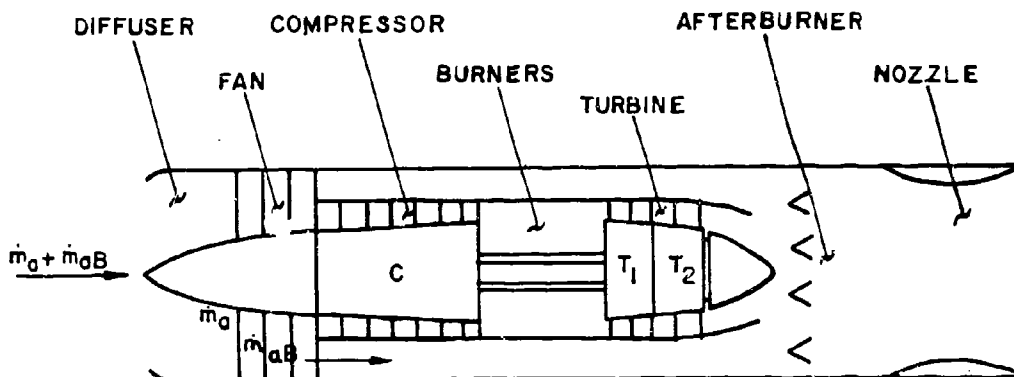 DIFFUSER
COMPRESSOR
AFTERBURNER
FAN
BURNERS
TURBINE
NOZZLE
ṁa + ṁaB
C
T1
T2
ṁa
ṁaB